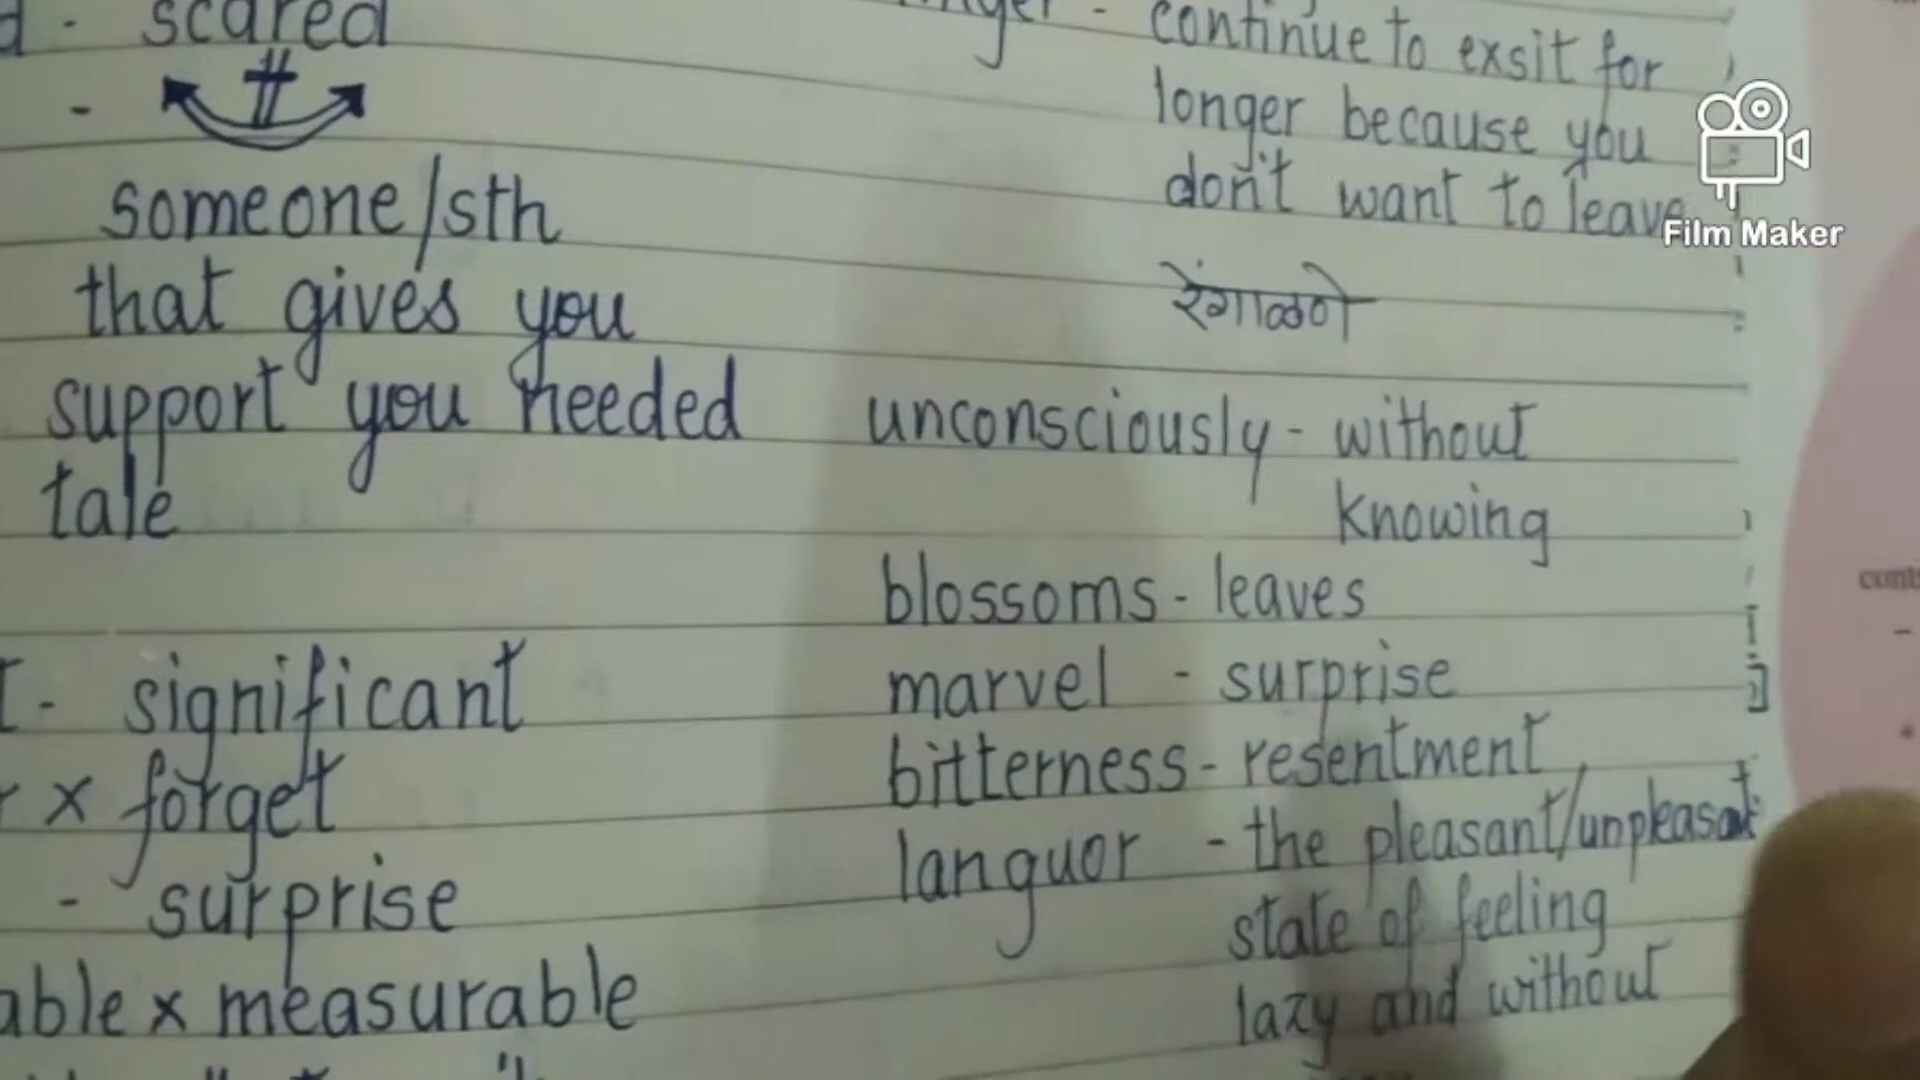 scared
-
someone/sth
that gives you
support you needed
tale
- significant
x forget
- surprise
able x measurable
- continue to exsit for
longer because you
don't want to leave
रेंगाळणे
unconsciously - without
knowing
blossoms - leaves
marvel - surprise
bitterness - resentment
languor - the pleasant/unpleasat
state of feeling
lazy and without
Film Maker